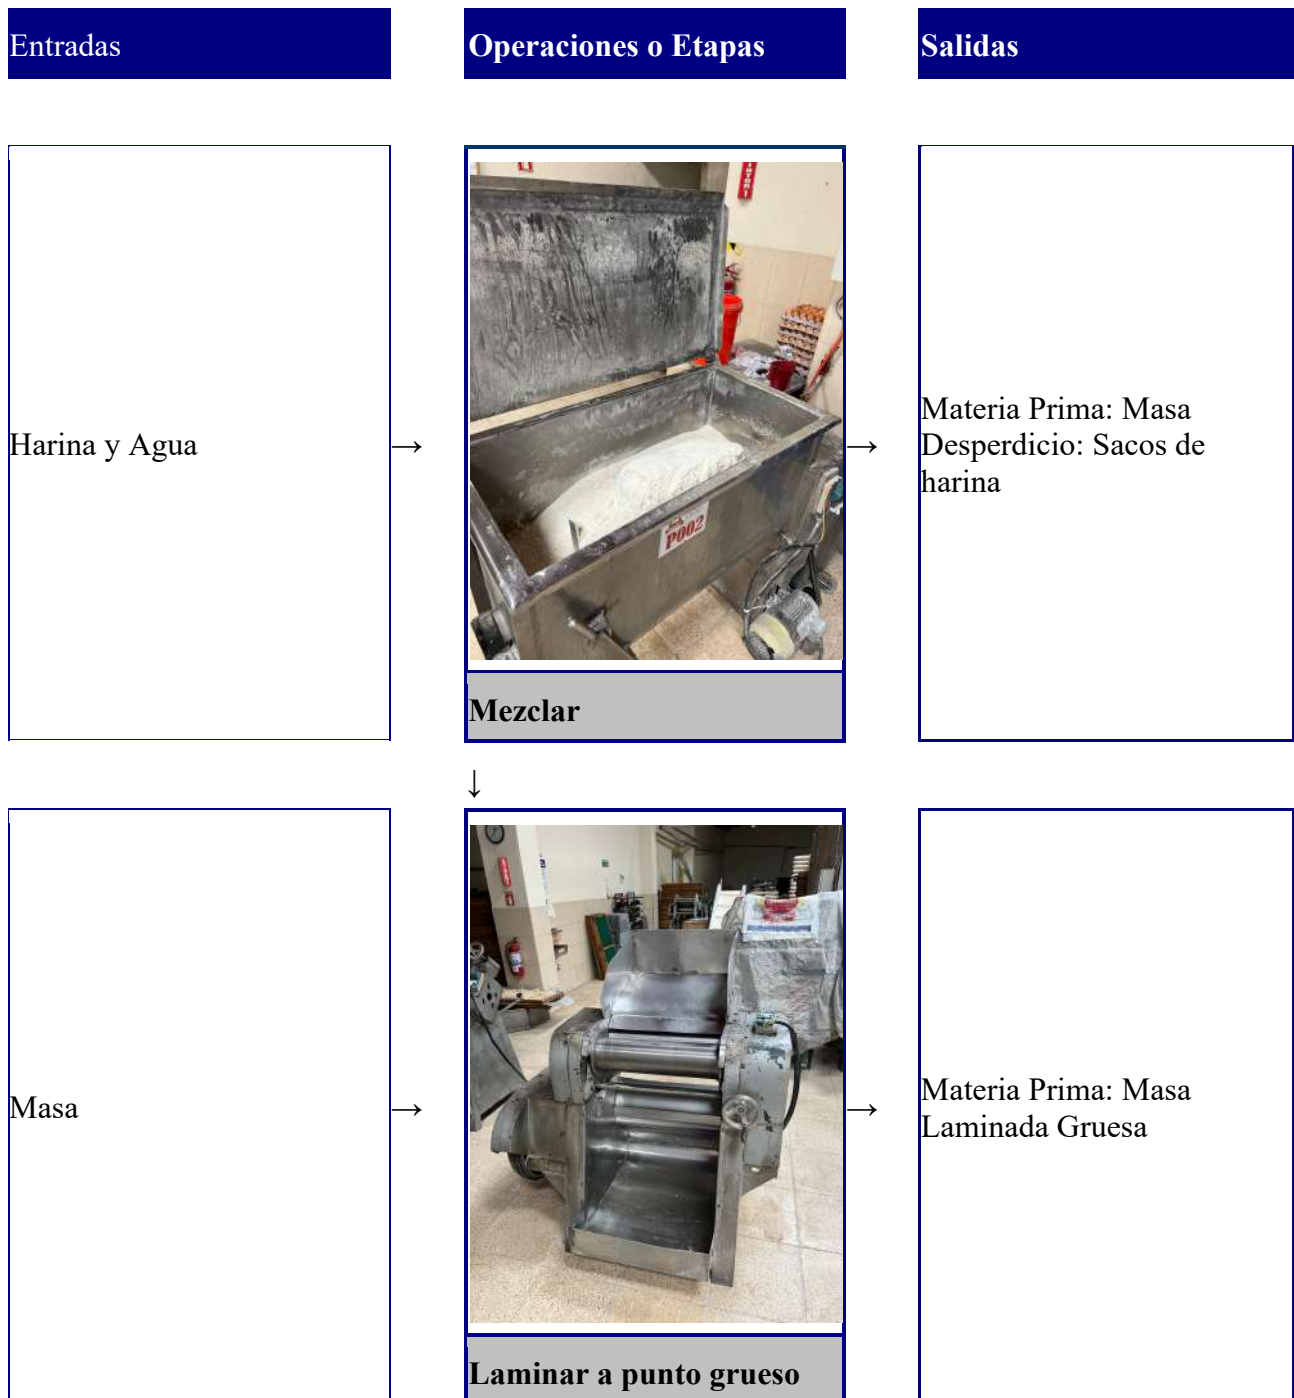 Entradas
Operaciones o Etapas
Salidas
Harina y Agua
→
→
Materia Prima: Masa
Desperdicio: Sacos de
harina
P002
Mezclar
↓
Masa
→
→
Materia Prima: Masa
Laminada Gruesa
Laminar a punto grueso